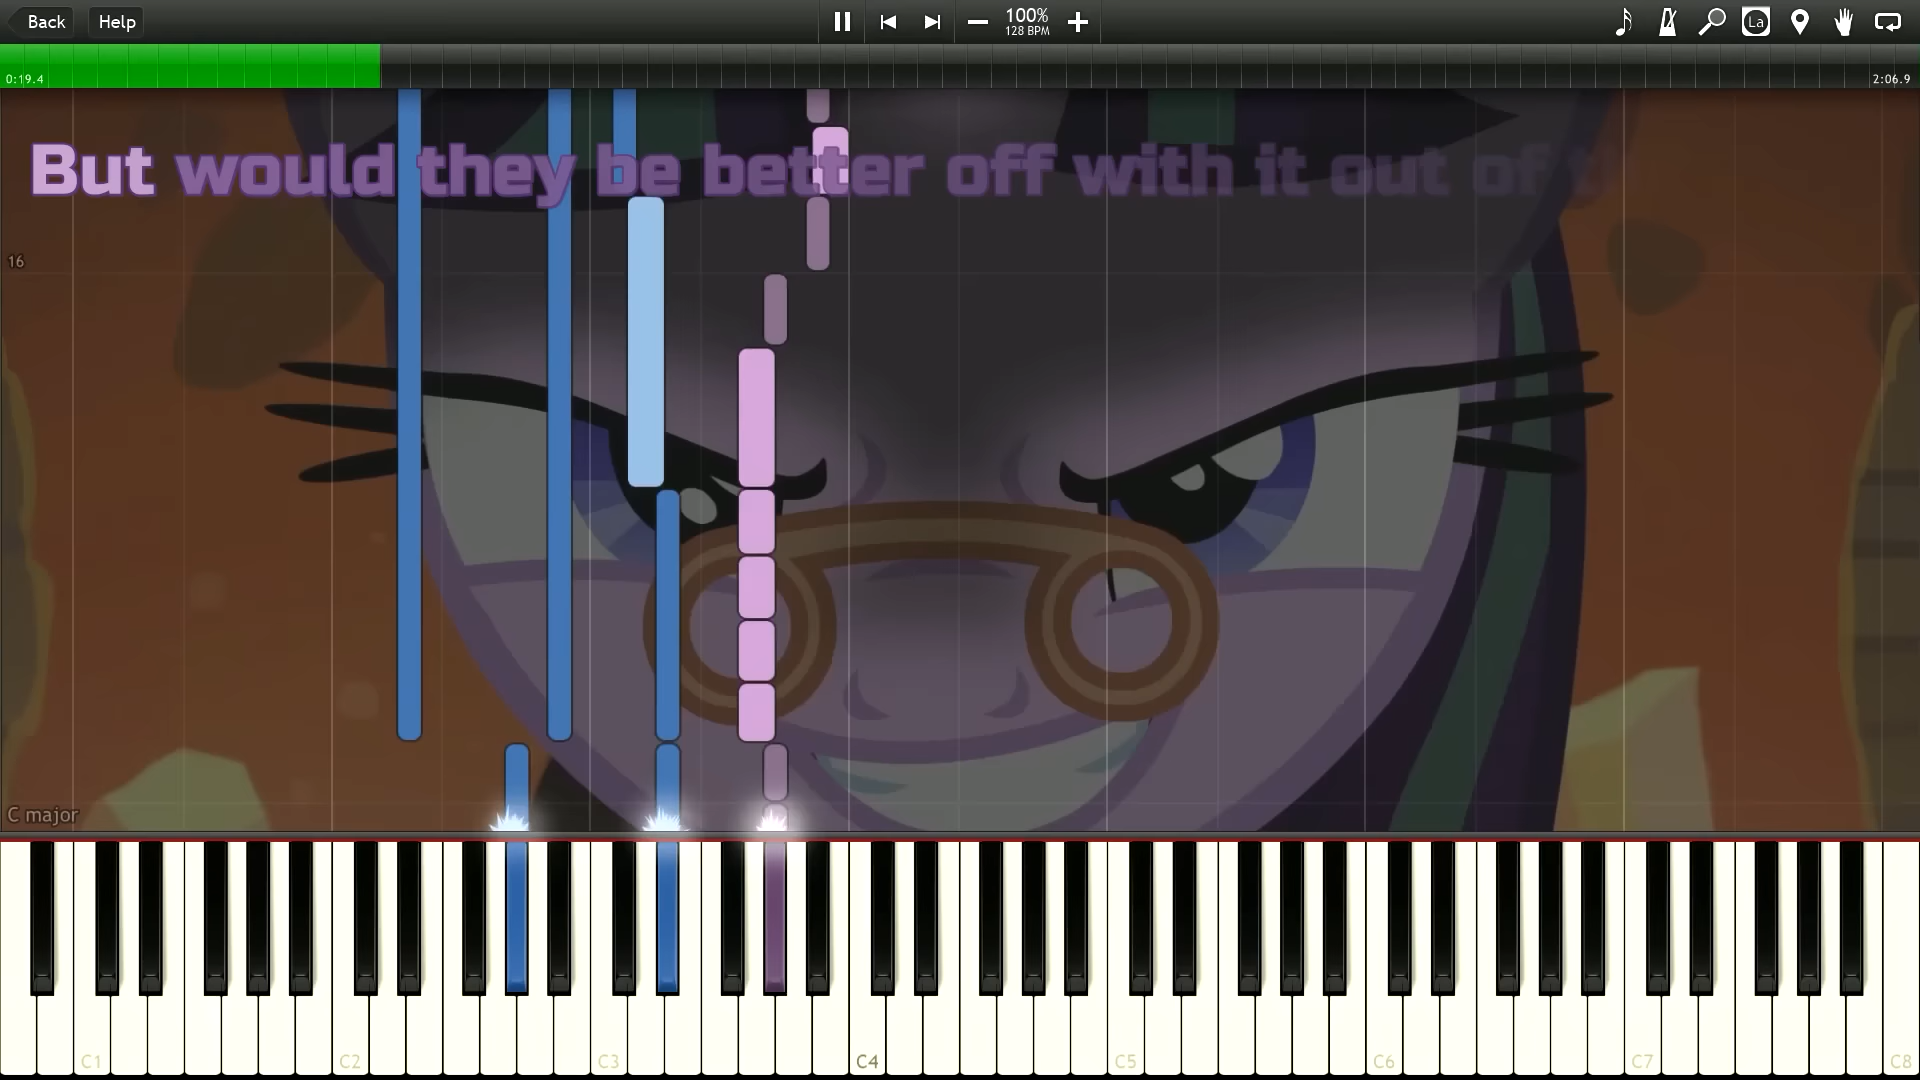 Back Help 100% La
128 BPM
0:19.4 2:06.9
But would they be better off with it out of
16
C major
C1 C2 C3 C4 C5 C6 C7 C8